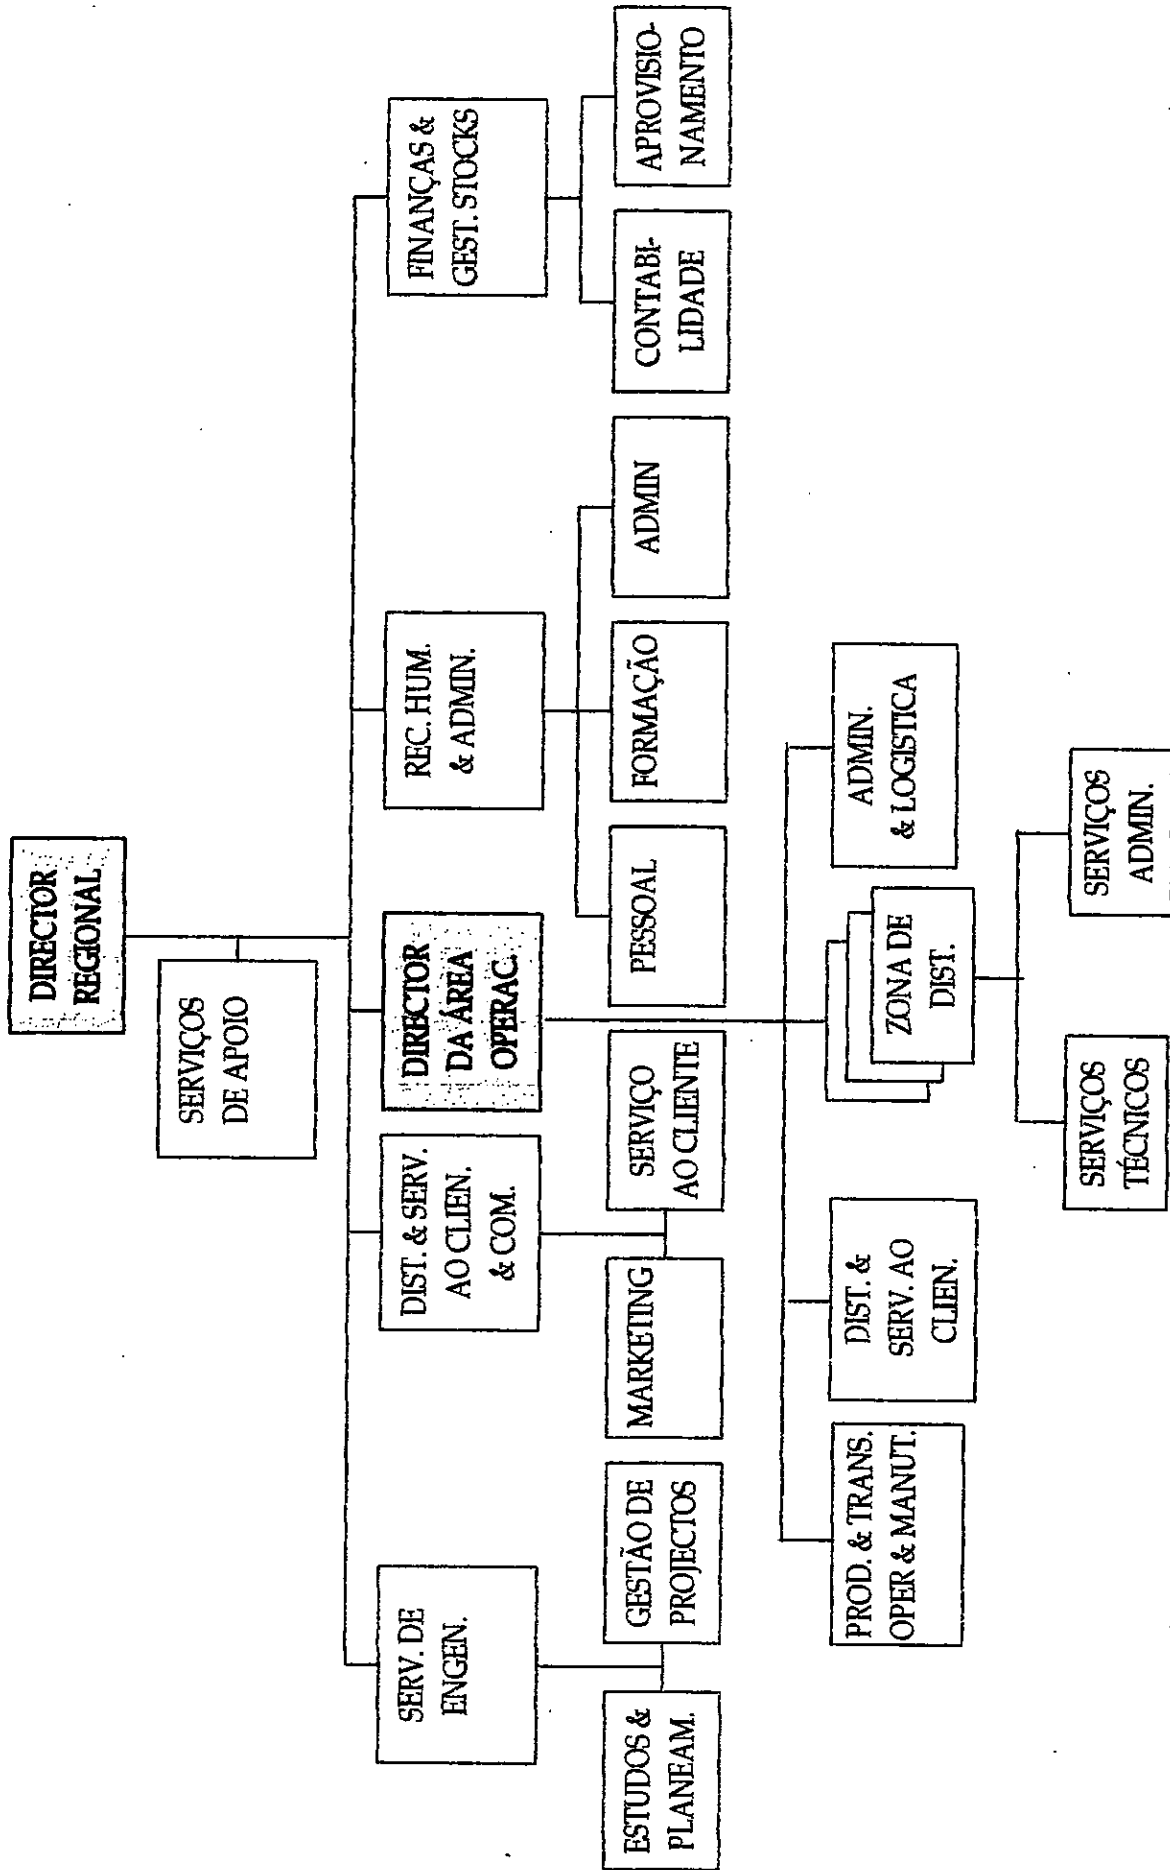 DIRECTOR
REGIONAL
SERVIÇOS
DE APOIO
SERV. DE
ENGEN.
DIST. & SERV.
AO CLIEN.
& COM.
DIRECTOR
DA ÁREA
OPERAC.
REC. HUM.
& ADMIN.
FINANÇAS &
GEST. STOCKS
ESTUDOS &
PLANEAM.
GESTÃO DE
PROJECTOS
MARKETING
SERVIÇO
AO CLIENTE
PESSOAL
FORMAÇÃO
ADMIN
CONTABI-
LIDADE
APROVISIO-
NAMENTO
PROD. & TRANS.
OPER & MANUT.
DIST. &
SERV. AO
CLIEN.
ZONA DE
DIST.
ADMIN.
& LOGISTICA
SERVIÇOS
TÉCNICOS
SERVIÇOS
ADMIN.